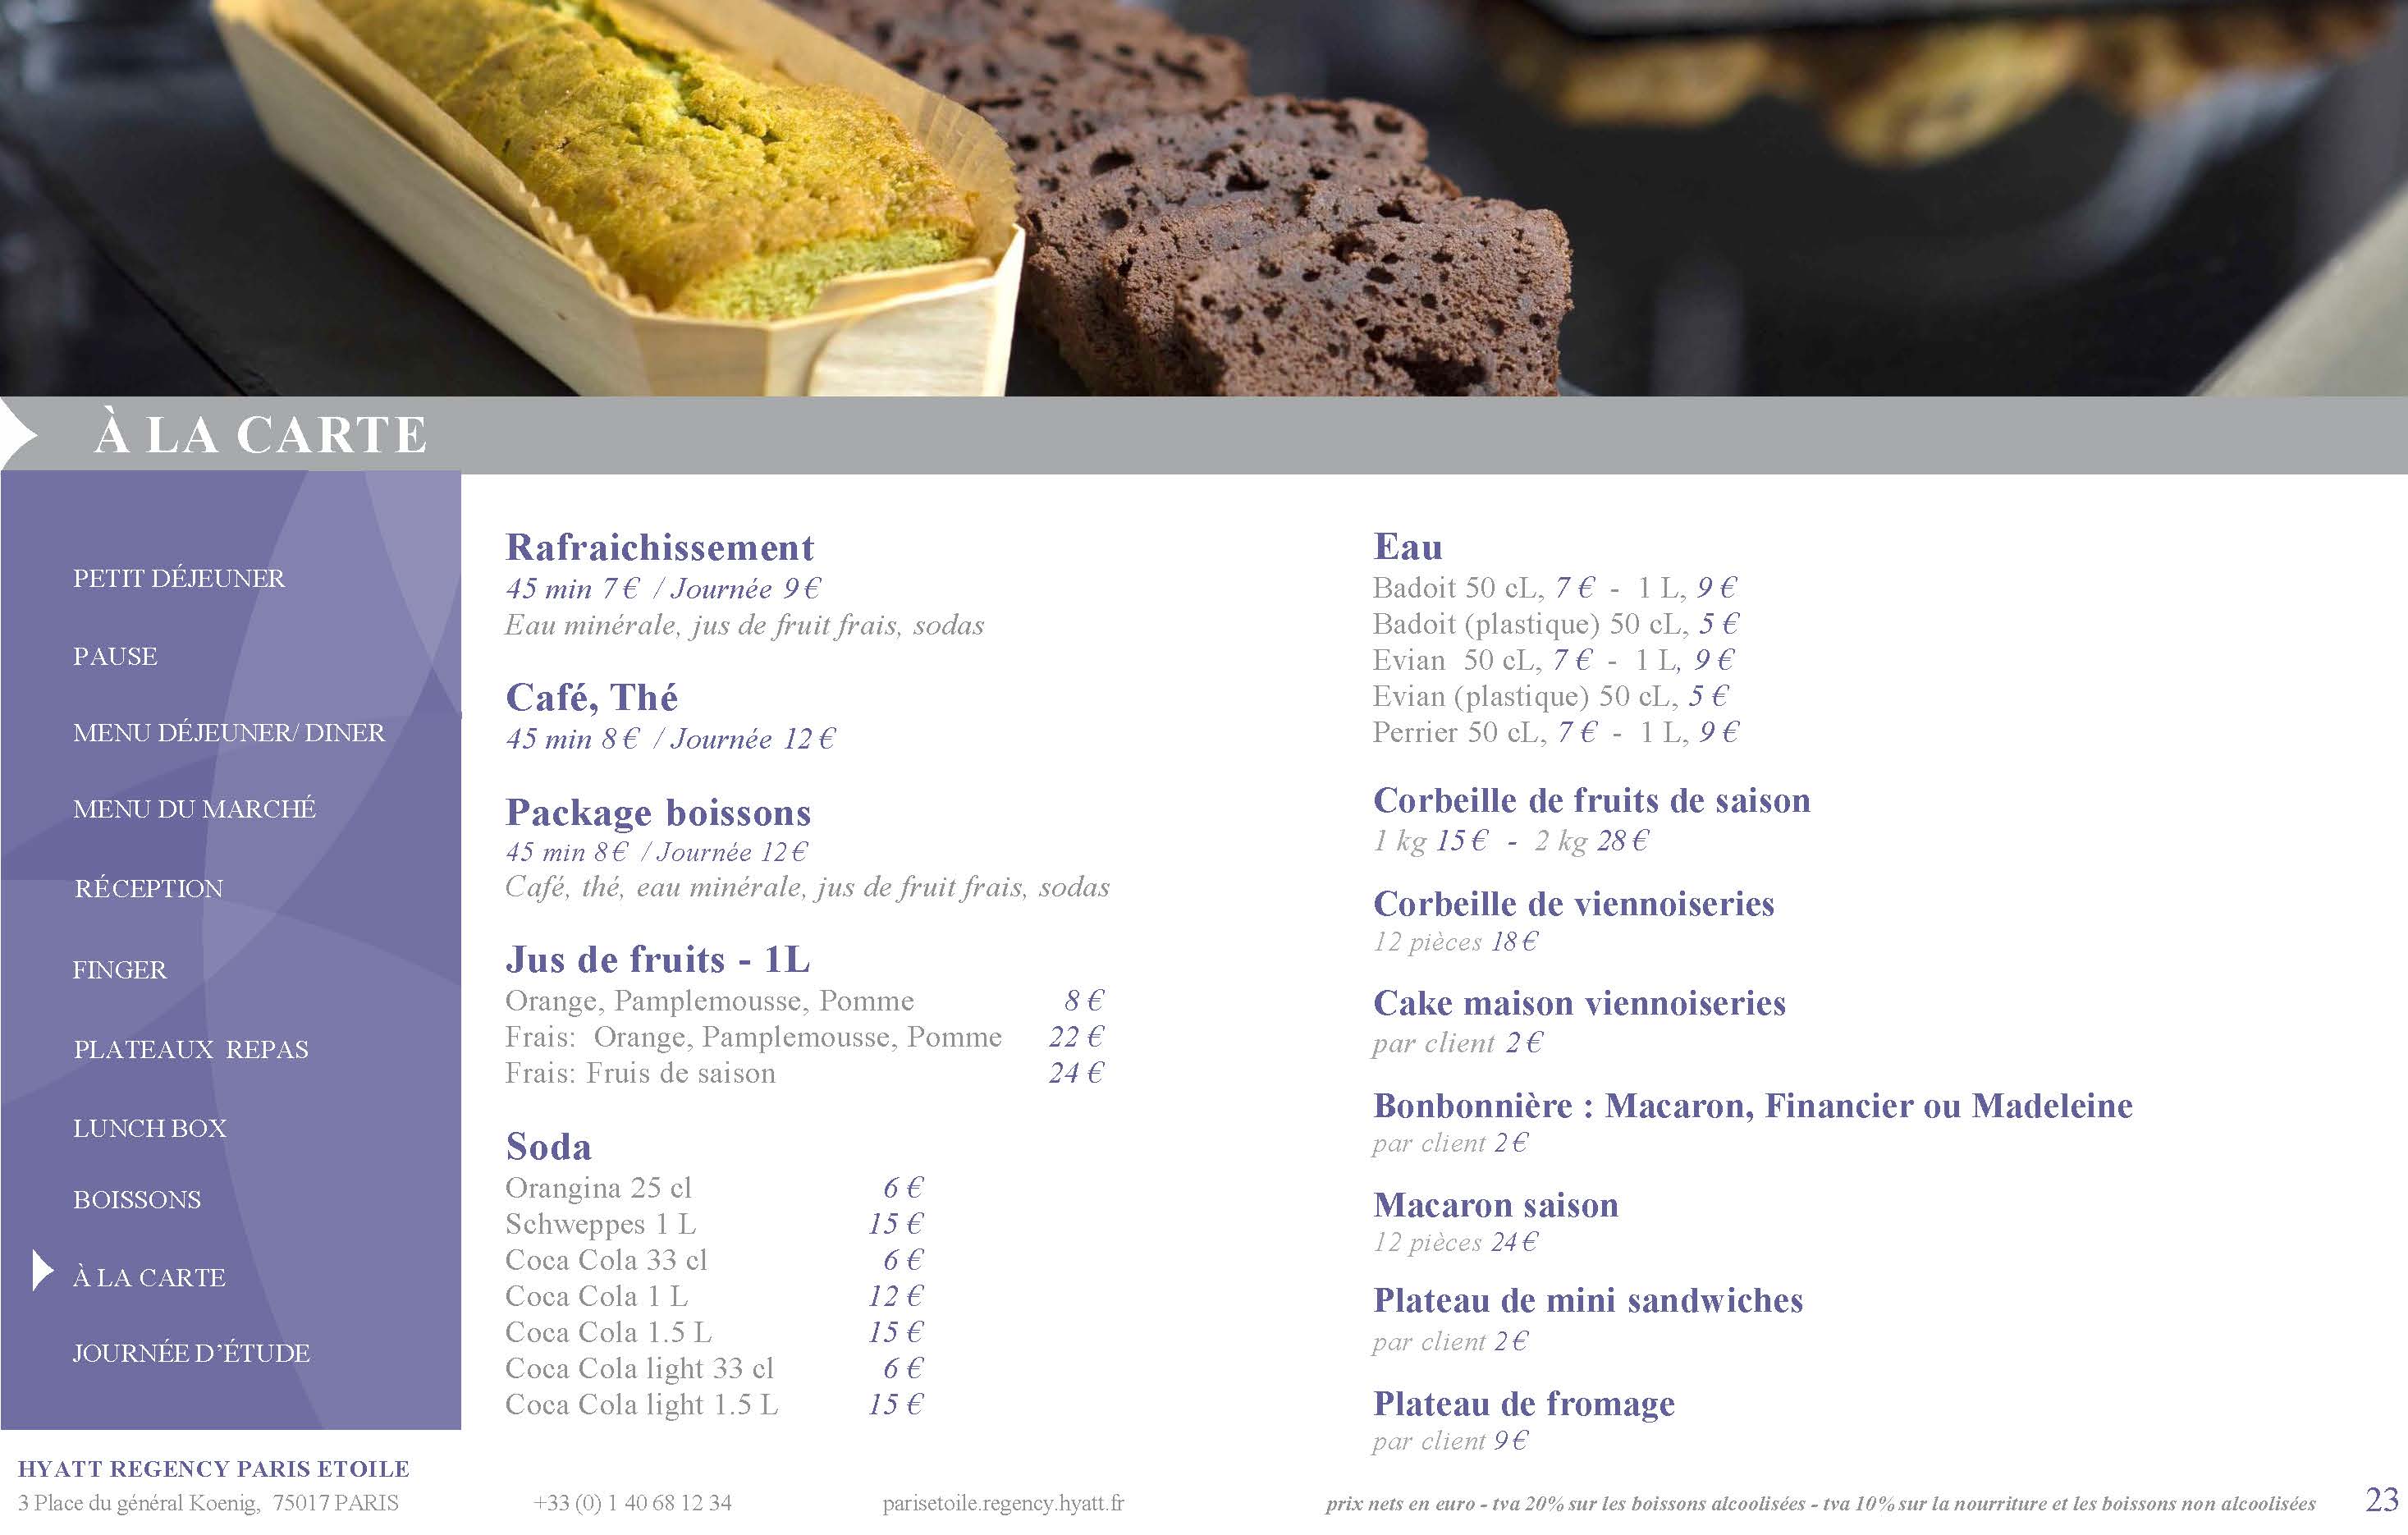 À LA CARTE
PETIT DÉJEUNER
PAUSE
MENU DÉJEUNER/ DINER
MENU DU MARCHÉ
RÉCEPTION
FINGER
PLATEAUX REPAS
LUNCH BOX
BOISSONS
À LA CARTE
JOURNÉE D’ÉTUDE
Rafraichissement
45 min 7 € / Journée 9 €
Eau minérale, jus de fruit frais, sodas
Café, Thé
45 min 8 € / Journée 12 €
Package boissons
45 min 8 € / Journée 12 €
Café, thé, eau minérale, jus de fruit frais, sodas
Jus de fruits - 1L
Orange, Pamplemousse, Pomme 8 €
Frais: Orange, Pamplemousse, Pomme 22 €
Frais: Fruis de saison 24 €
Soda
Orangina 25 cl 6 €
Schweppes 1 L 15 €
Coca Cola 33 cl 6 €
Coca Cola 1 L 12 €
Coca Cola 1.5 L 15 €
Coca Cola light 33 cl 6 €
Coca Cola light 1.5 L 15 €
Eau
Badoit 50 cL, 7 € - 1 L, 9 €
Badoit (plastique) 50 cL, 5 €
Evian 50 cL, 7 € - 1 L, 9 €
Evian (plastique) 50 cL, 5 €
Perrier 50 cL, 7 € - 1 L, 9 €
Corbeille de fruits de saison
1 kg 15 € - 2 kg 28 €
Corbeille de viennoiseries
12 pièces 18 €
Cake maison viennoiseries
par client 2 €
Bonbonnière : Macaron, Financier ou Madeleine
par client 2 €
Macaron saison
12 pièces 24 €
Plateau de mini sandwiches
par client 2 €
Plateau de fromage
par client 9 €
HYATT REGENCY PARIS ETOILE
3 Place du général Koenig, 75017 PARIS +33 (0) 1 40 68 12 34 parisetoile.regency.hyatt.fr prix nets en euro - tva 20% sur les boissons alcoolisées - tva 10% sur la nourriture et les boissons non alcoolisées 23